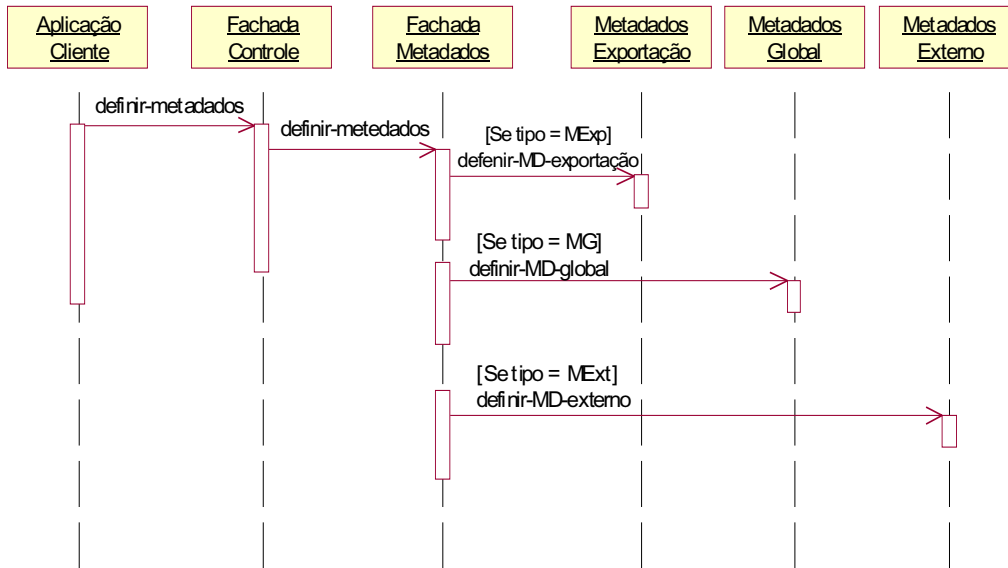 Aplicação
Cliente
Fachada
Controle
Fachada
Metadados
Metadados
Exportação
Metadados
Global
Metadados
Externo
definir-metadados
definir-metedados
[Se tipo = MExp]
defenir-MD-exportação
[Se tipo = MG]
definir-MD-global
[Se tipo = MExt]
definir-MD-externo